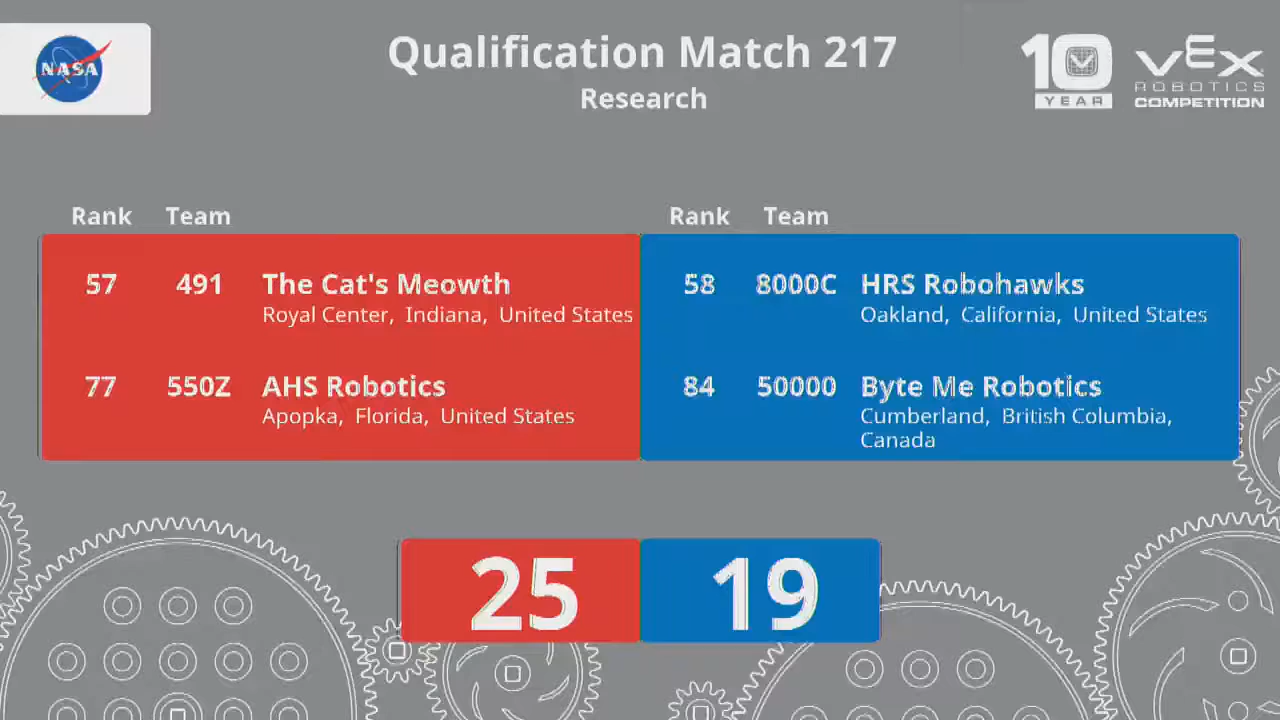 NASA
Qualification Match 217
Research
10
YEAR
VEX
ROBOTICS
COMPETITION
Rank Team
57 491 The Cat's Meowth
Royal Center, Indiana, United States
77 550Z AHS Robotics
Apopka, Florida, United States
Rank Team
58 8000C HRS Robohawks
Oakland, California, United States
84 50000 Byte Me Robotics
Cumberland, British Columbia,
Canada
25 19